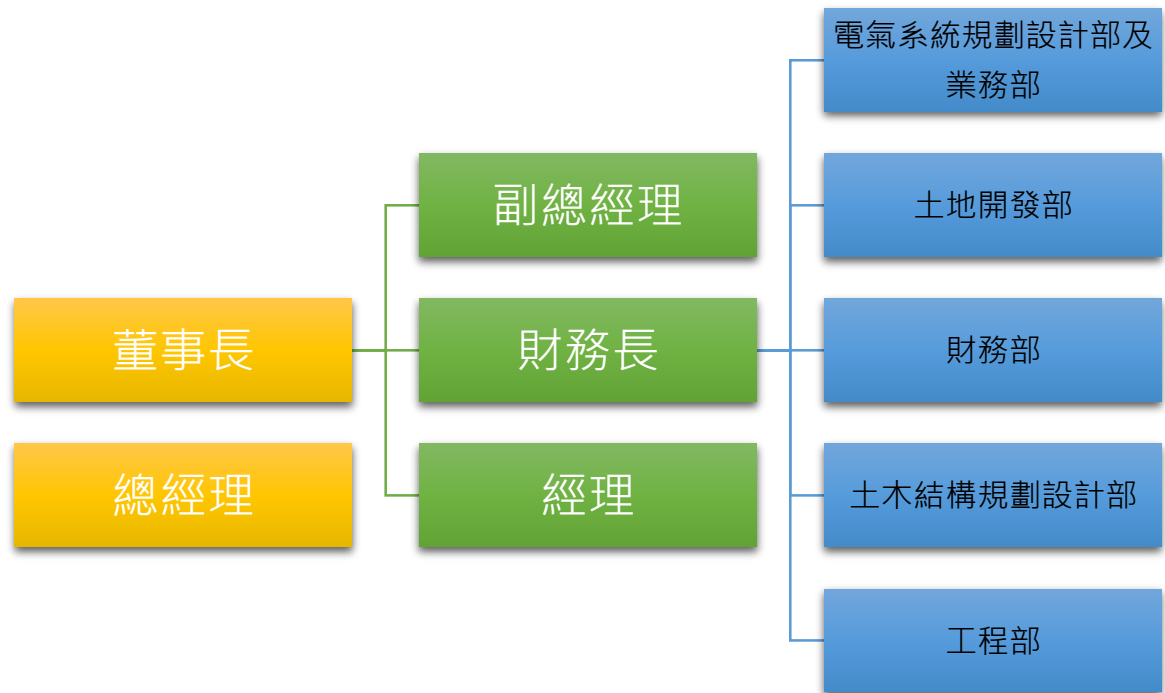 董事長
總經理
副總經理
財務長
經理
電氣系統規劃設計部及
業務部
土地開發部
財務部
土木結構規劃設計部
工程部